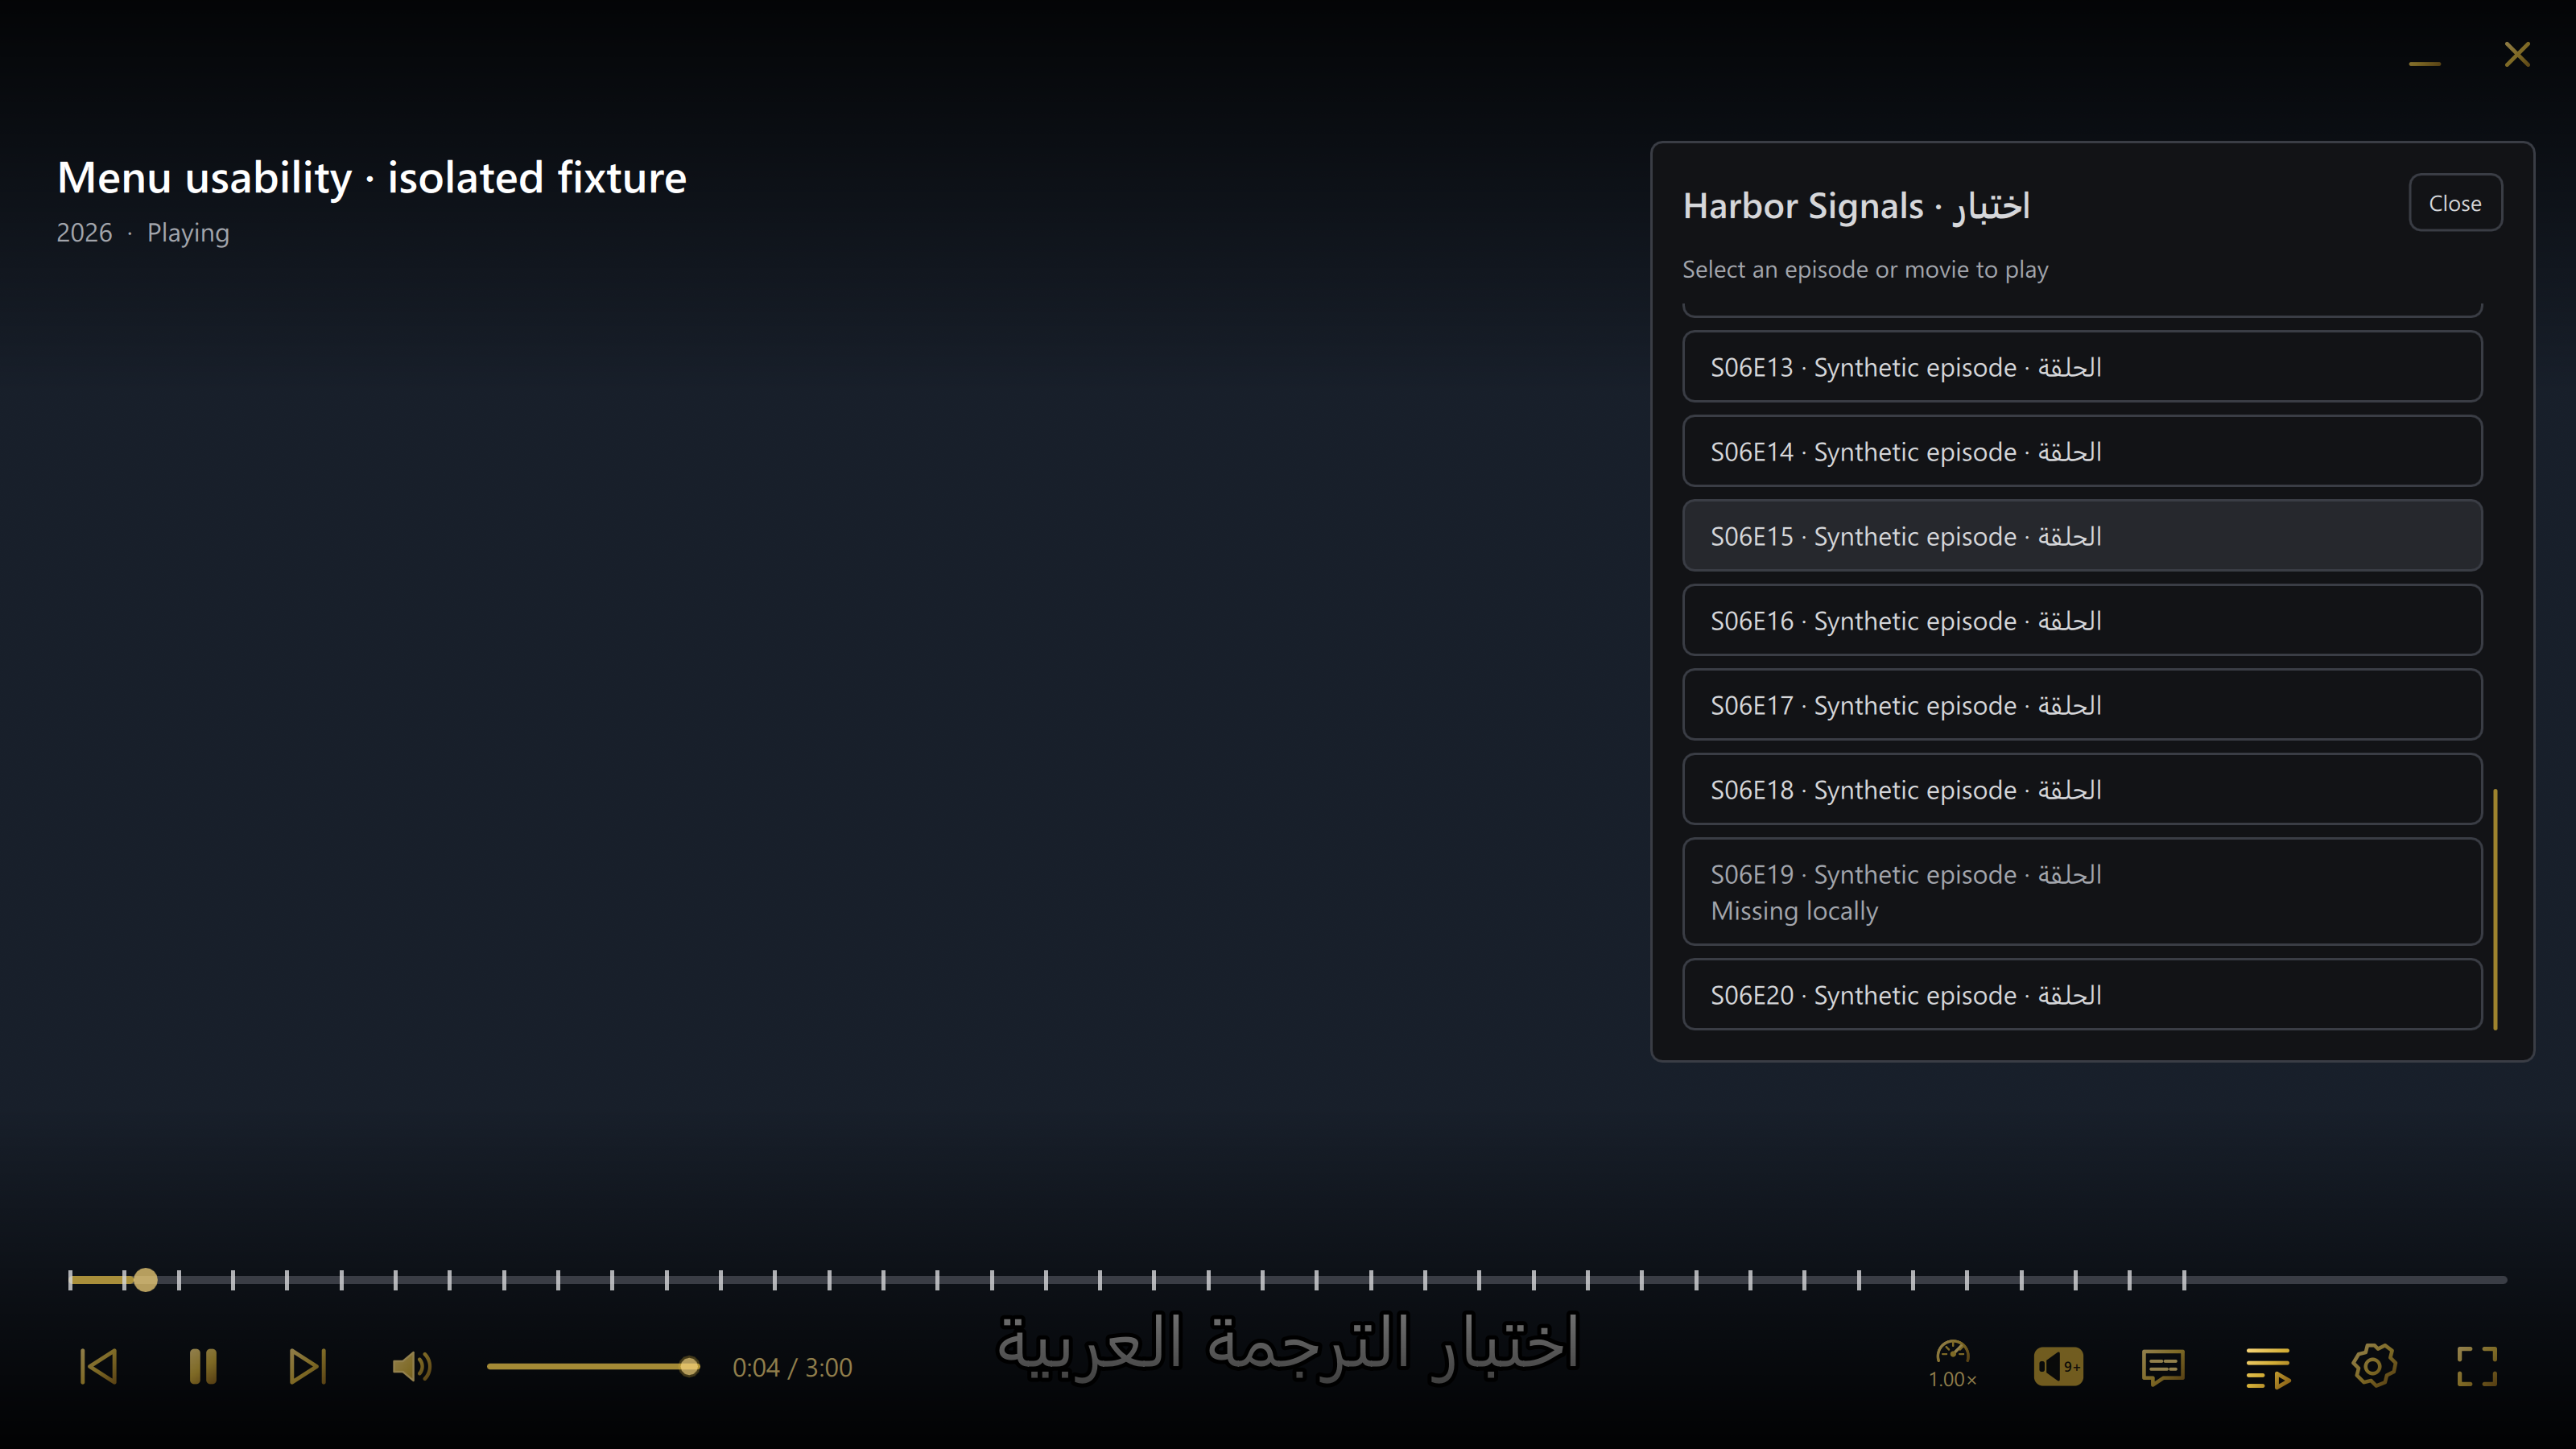 Menu usability · isolated fixture
2026 · Playing
Harbor Signals · اختبار
Close
Select an episode or movie to play
S06E13 · Synthetic episode · الحلقة
S06E14 · Synthetic episode · الحلقة
S06E15 · Synthetic episode · الحلقة
S06E16 · Synthetic episode · الحلقة
S06E17 · Synthetic episode · الحلقة
S06E18 · Synthetic episode · الحلقة
S06E19 · Synthetic episode · الحلقة
Missing locally
S06E20 · Synthetic episode · الحلقة
اختبار الترجمة العربية
0:04 / 3:00
1.00×
9+